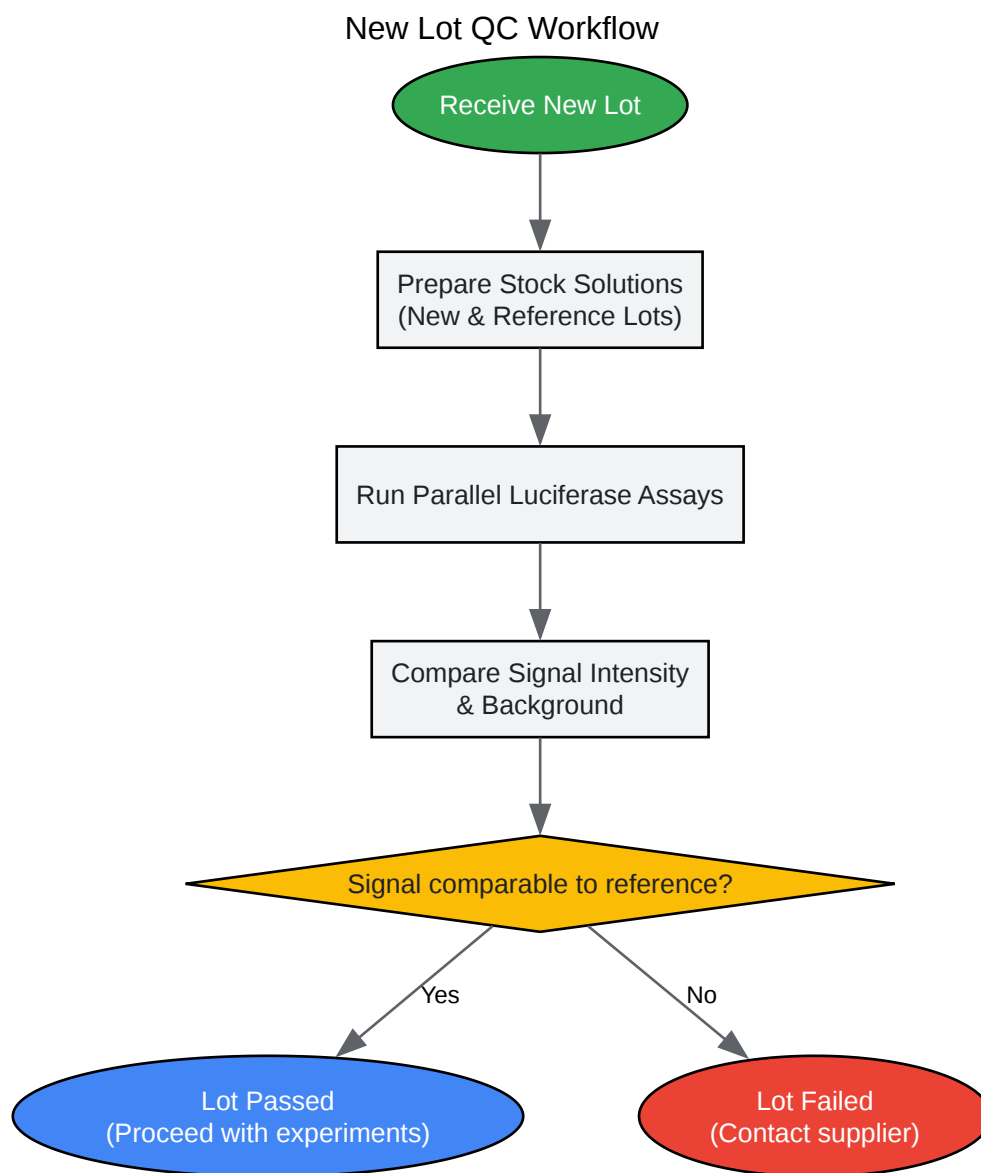 New Lot QC Workflow
Receive New Lot
Prepare Stock Solutions
(New & Reference Lots)
Run Parallel Luciferase Assays
Compare Signal Intensity
& Background
Signal comparable to reference?
Yes
No
Lot Passed
(Proceed with experiments)
Lot Failed
(Contact supplier)